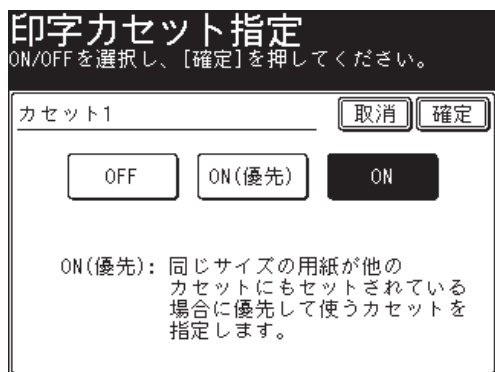 印字カセット指定
ON/OFFを選択し、[確定]を押してください。
カセット1
取消 確定
OFF ON(優先) ON
ON(優先): 同じサイズの用紙が他の
カセットにもセットされている
場合に優先して使うカセットを
指定します。